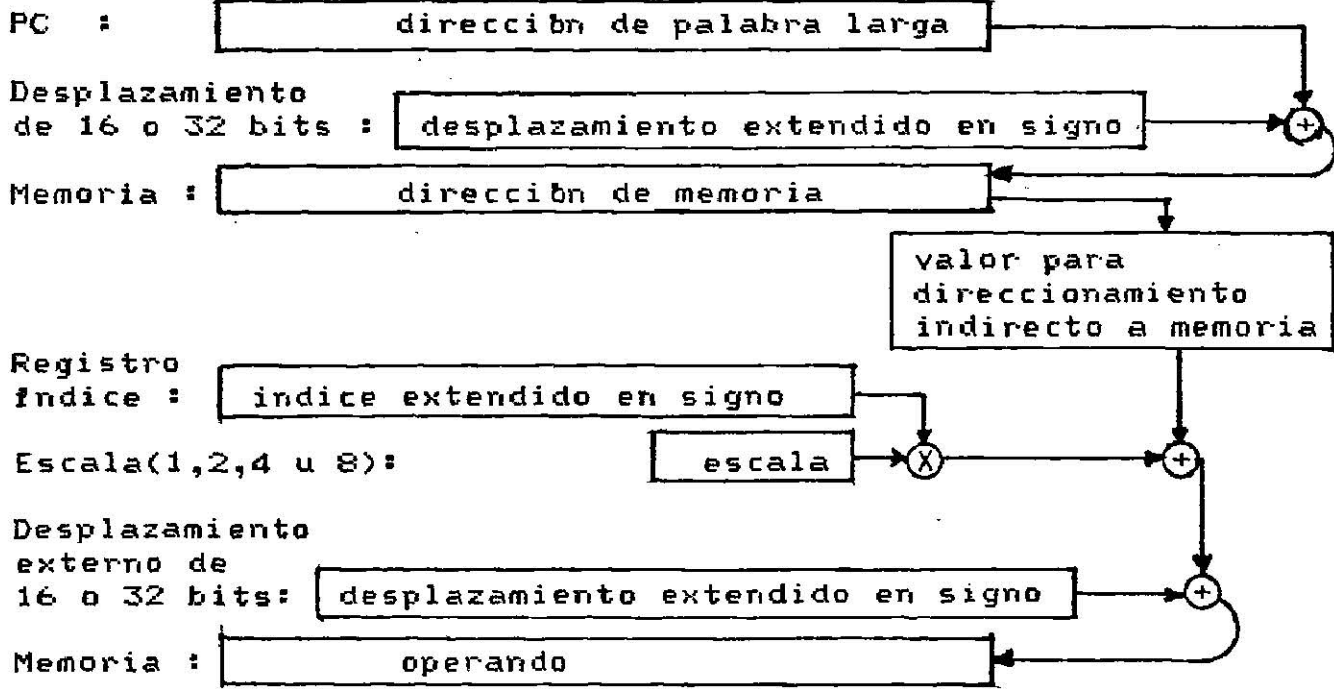 PC :
dirección de palabra larga
Desplazamiento
de 16 o 32 bits :
desplazamiento extendido en signo
+
Memoria :
dirección de memoria
valor para
direccionamiento
indirecto a memoria
Registro
índice :
indice extendido en signo
Escala(1,2,4 u 8):
escala
X
+
Desplazamiento
externo de
16 o 32 bits:
desplazamiento extendido en signo
+
Memoria :
operando